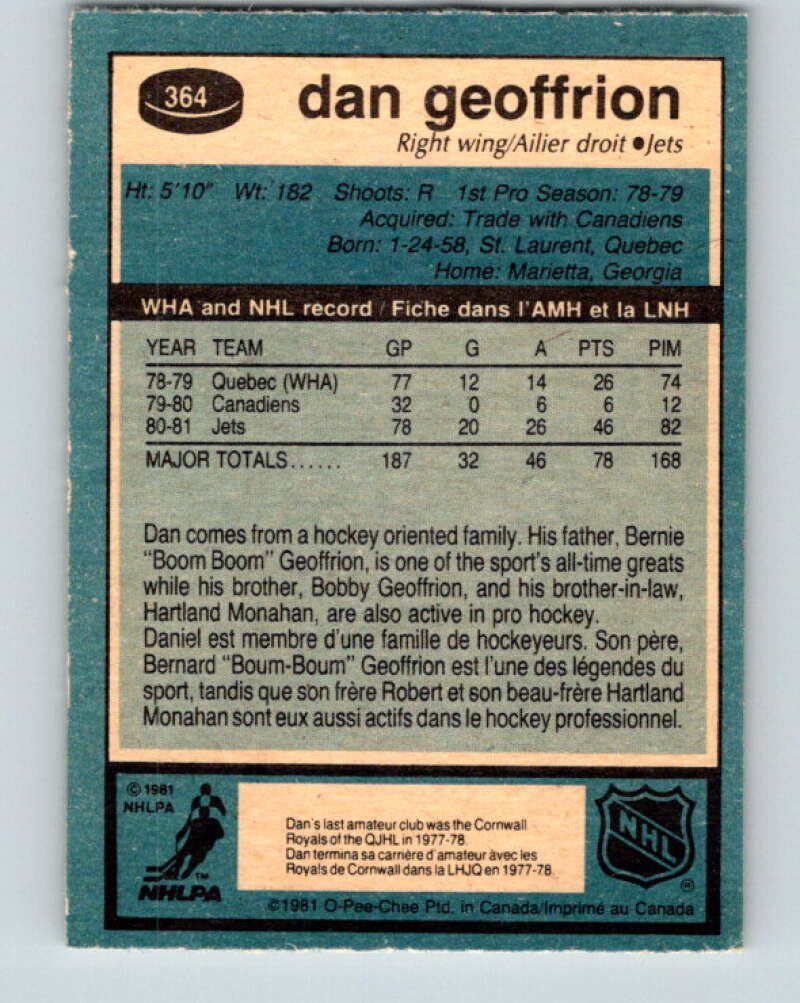 364
dan geoffrion
Right wing/Ailier droit ●Jets
Ht: 5'10" Wt: 182 Shoots: R 1st Pro Season: 78-79
Acquired: Trade with Canadiens
Born: 1-24-58, St. Laurent, Quebec
Home: Marietta, Georgia
WHA and NHL record / Fiche dans l'AMH et la LNH
YEAR TEAM GP G A PTS PIM
78-79 Quebec (WHA) 77 12 14 26 74
79-80 Canadiens 32 0 6 6 12
80-81 Jets 78 20 26 46 82
MAJOR TOTALS...... 187 32 46 78 168
Dan comes from a hockey oriented family. His father, Bernie
"Boom Boom" Geoffrion, is one of the sport's all-time greats
while his brother, Bobby Geoffrion, and his brother-in-law,
Hartland Monahan, are also active in pro hockey.
Daniel est membre d'une famille de hockeyeurs. Son père,
Bernard "Boum-Boum" Geoffrion est l'une des légendes du
sport, tandis que son frère Robert et son beau-frère Hartland
Monahan sont eux aussi actifs dans le hockey professionnel.
©1981
NHLPA
TM
NHLPA
Dan's last amateur club was the Cornwall
Royals of the QJHL in 1977-78.
Dan termina sa carrière d'amateur avec les
Royals de Cornwall dans la LHJQ en 1977-78.
NHL
®
©1981 O-Pee-Chee Ptd. in Canada/Imprimé au Canada